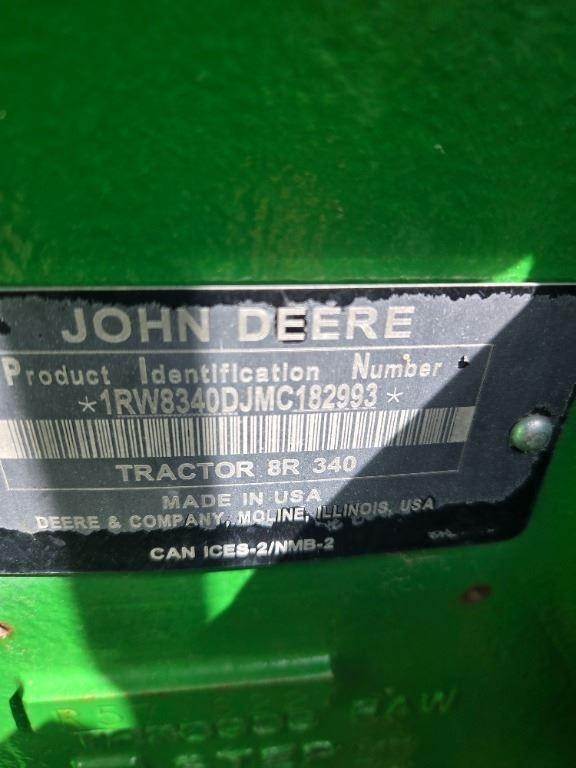 JOHN DEERE
Product Identification Number
*1RW8340DJMC182993*
TRACTOR 8R 340
MADE IN USA
DEERE & COMPANY, MOLINE, ILLINOIS, USA
CAN ICES-2/NMB-2